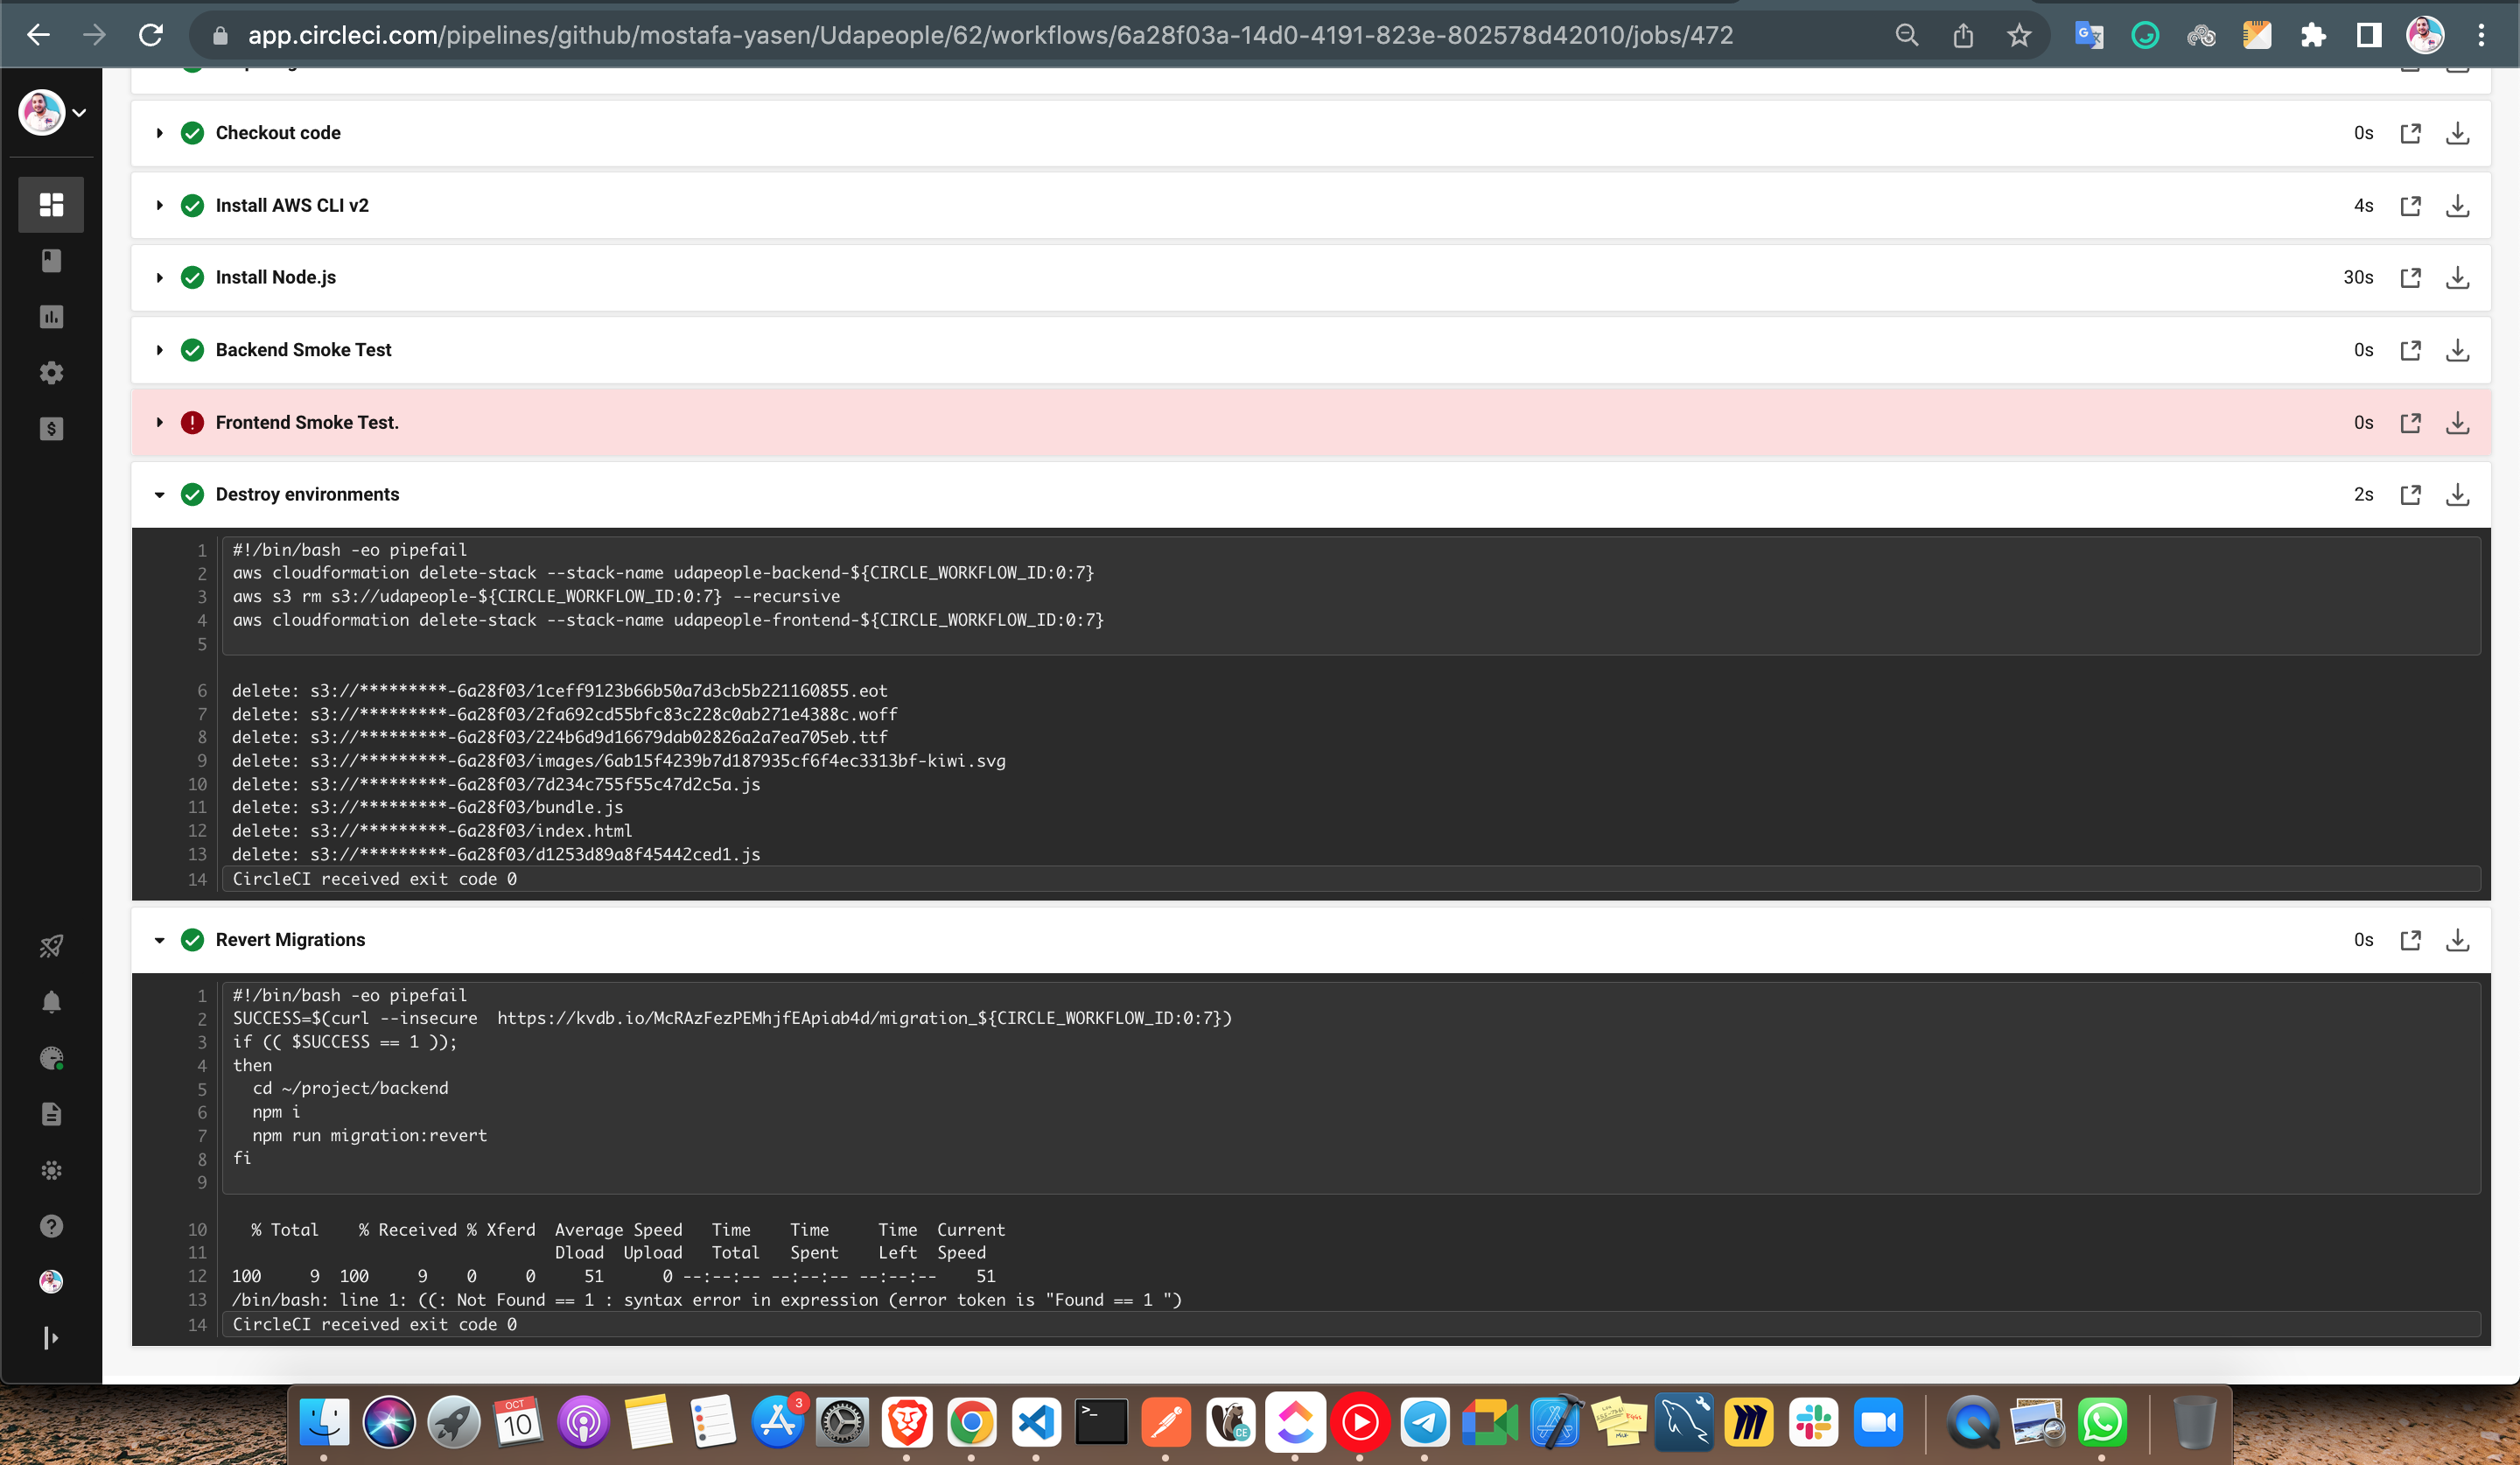 app.circleci.com/pipelines/github/mostafa-yasen/Udapeople/62/workflows/6a28f03a-14d0-4191-823e-802578d42010/jobs/472
Checkout code 0s
Install AWS CLI v2 4s
Install Node.js 30s
Backend Smoke Test 0s
Frontend Smoke Test. 0s
Destroy environments 2s
1 #!/bin/bash -eo pipefail
2 aws cloudformation delete-stack --stack-name udapeople-backend-${CIRCLE_WORKFLOW_ID:0:7}
3 aws s3 rm s3://udapeople-${CIRCLE_WORKFLOW_ID:0:7} --recursive
4 aws cloudformation delete-stack --stack-name udapeople-frontend-${CIRCLE_WORKFLOW_ID:0:7}
5
6 delete: s3://*********-6a28f03/1ceff9123b66b50a7d3cb5b221160855.eot
7 delete: s3://*********-6a28f03/2fa692cd55bfc83c228c0ab271e4388c.woff
8 delete: s3://*********-6a28f03/224b6d9d16679dab02826a2a7ea705eb.ttf
9 delete: s3://*********-6a28f03/images/6ab15f4239b7d187935cf6f4ec3313bf-kiwi.svg
10 delete: s3://*********-6a28f03/7d234c755f55c47d2c5a.js
11 delete: s3://*********-6a28f03/bundle.js
12 delete: s3://*********-6a28f03/index.html
13 delete: s3://*********-6a28f03/d1253d89a8f45442ced1.js
14 CircleCI received exit code 0
Revert Migrations 0s
1 #!/bin/bash -eo pipefail
2 SUCCESS=$(curl --insecure  https://kvdb.io/McRAzFezPEMhjfEApiab4d/migration_${CIRCLE_WORKFLOW_ID:0:7})
3 if (( $SUCCESS == 1 ));
4 then
5   cd ~/project/backend
6   npm i
7   npm run migration:revert
8 fi
9
10   % Total    % Received % Xferd  Average Speed   Time    Time     Time  Current
11                                  Dload  Upload   Total   Spent    Left  Speed
12 100     9  100     9    0     0     51      0 --:--:-- --:--:-- --:--:--    51
13 /bin/bash: line 1: ((: Not Found == 1 : syntax error in expression (error token is "Found == 1 ")
14 CircleCI received exit code 0
3
OCT
10
CE